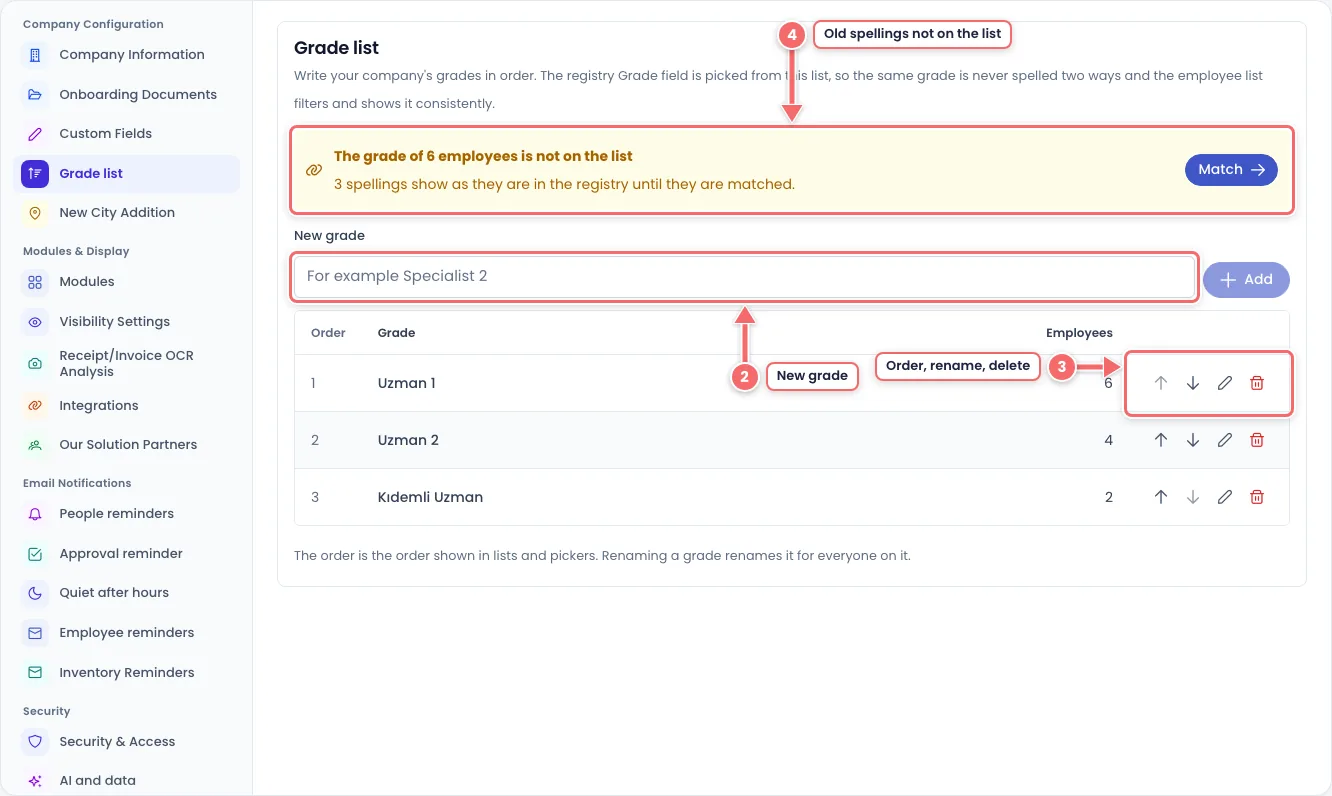 Company Configuration
Company Information
Onboarding Documents
Custom Fields
Grade list
New City Addition
Modules & Display
Modules
Visibility Settings
Receipt/Invoice OCR
Analysis
Integrations
Our Solution Partners
Email Notifications
People reminders
Approval reminder
Quiet after hours
Employee reminders
Inventory Reminders
Security
Security & Access
AI and data
Grade list
4 Old spellings not on the list
Write your company's grades in order. The registry Grade field is picked from this list, so the same grade is never spelled two ways and the employee list
filters and shows it consistently.
The grade of 6 employees is not on the list
3 spellings show as they are in the registry until they are matched.
Match
New grade
For example Specialist 2
Add
Order Grade Employees
2 New grade
Order, rename, delete 3
1 Uzman 1 6
2 Uzman 2 4
3 Kıdemli Uzman 2
The order is the order shown in lists and pickers. Renaming a grade renames it for everyone on it.